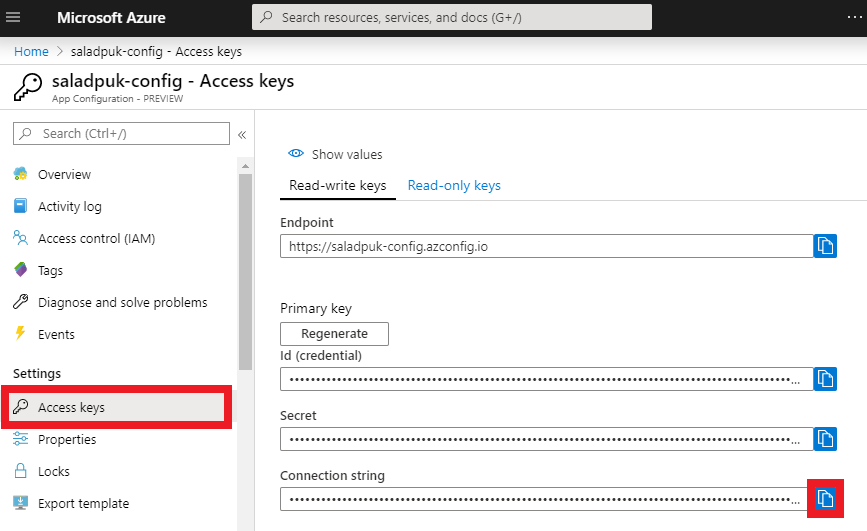 Microsoft Azure
Search resources, services, and docs (G+/)
Home > saladpuk-config - Access keys
saladpuk-config - Access keys
App Configuration - PREVIEW
Search (Ctrl+/)
Overview
Activity log
Access control (IAM)
Tags
Diagnose and solve problems
Events
Settings
Access keys
Properties
Locks
Export template
Show values
Read-write keys
Read-only keys
Endpoint
https://saladpuk-config.azconfig.io
Primary key
Regenerate
Id (credential)
Secret
Connection string